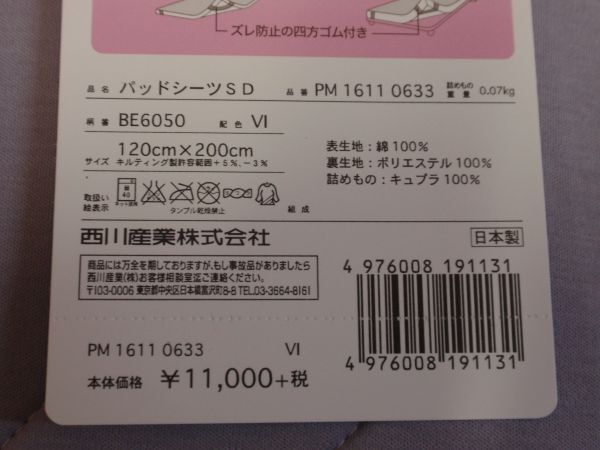 ズレ防止の四方ゴム付き
品名 パッドシーツSD 品番 PM 1611 0633 詰めもの重量 0.07kg
柄番 BE6050 配色 VI
120cm×200cm
サイズ キルティング製許容範囲+5%、−3%
表生地:綿100%
裏生地:ポリエステル100%
詰めもの:キュプラ100%
取扱い絵表示
40
ネット使用
タンブル乾燥禁止
組成
西川産業株式会社
日本製
商品には万全を期しておりますが、もし事故品がありましたら
西川産業(株)お客様相談室迄ご連絡ください。
〒103-0006 東京都中央区日本橋富沢町8-8 TEL.03-3664-8161
4 976008 191131
4 976008 191131
PM 1611 0633 VI
本体価格 ¥11,000+税